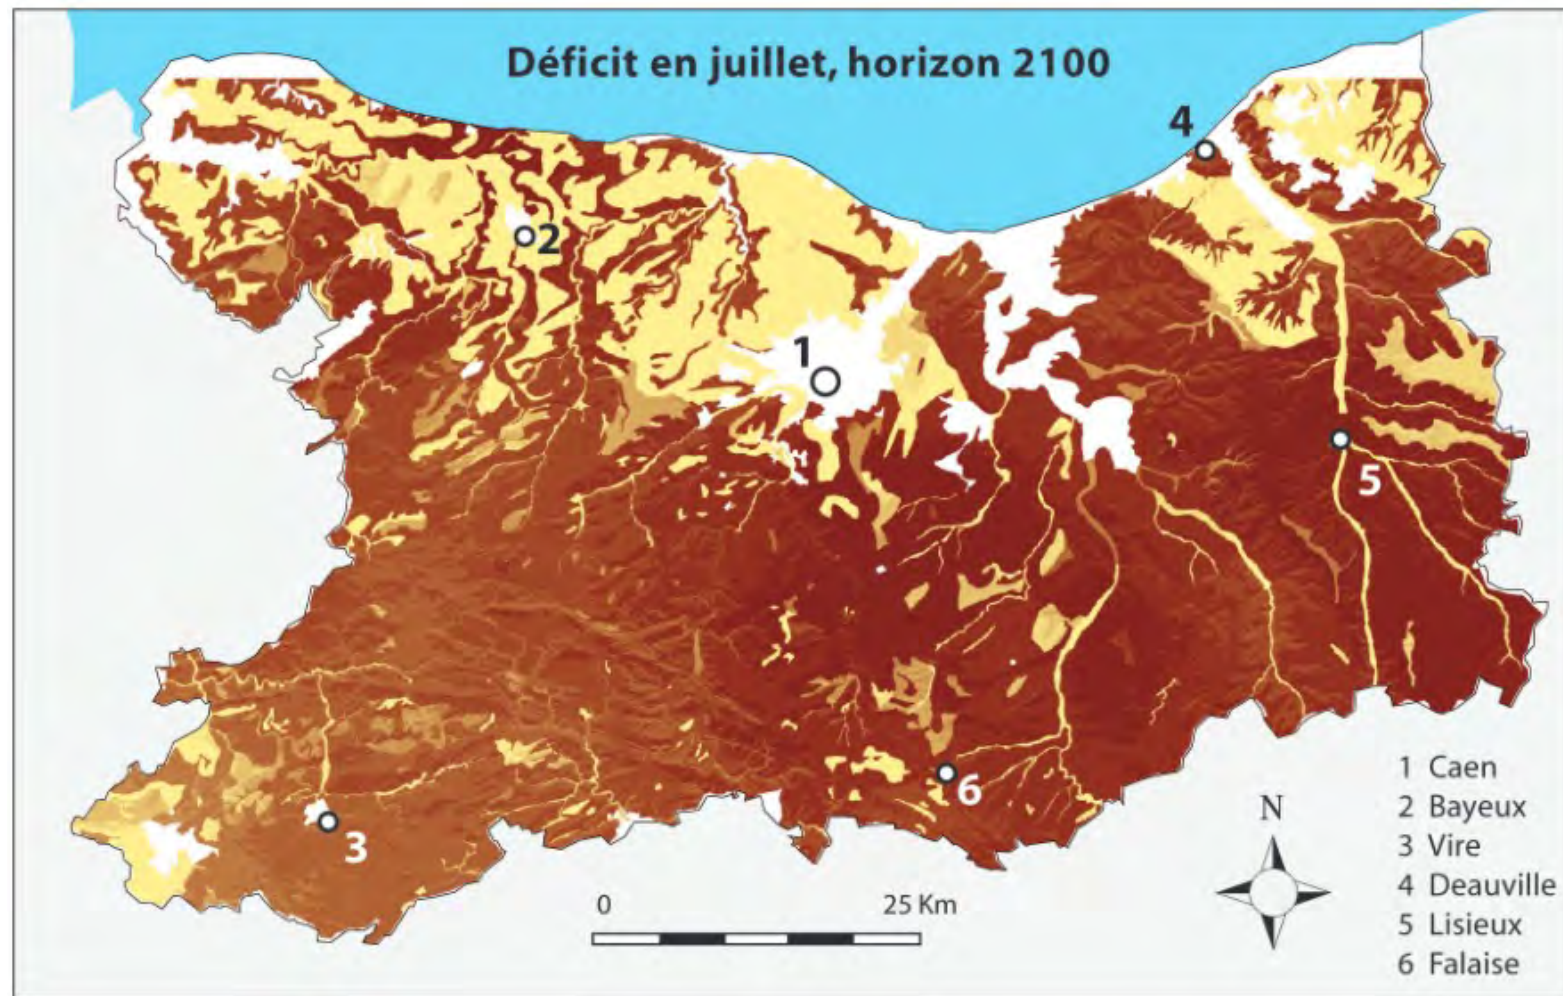 Déficit en juillet, horizon 2100
4
2
1
5
6
3
N
0 25 Km
1 Caen
2 Bayeux
3 Vire
4 Deauville
5 Lisieux
6 Falaise